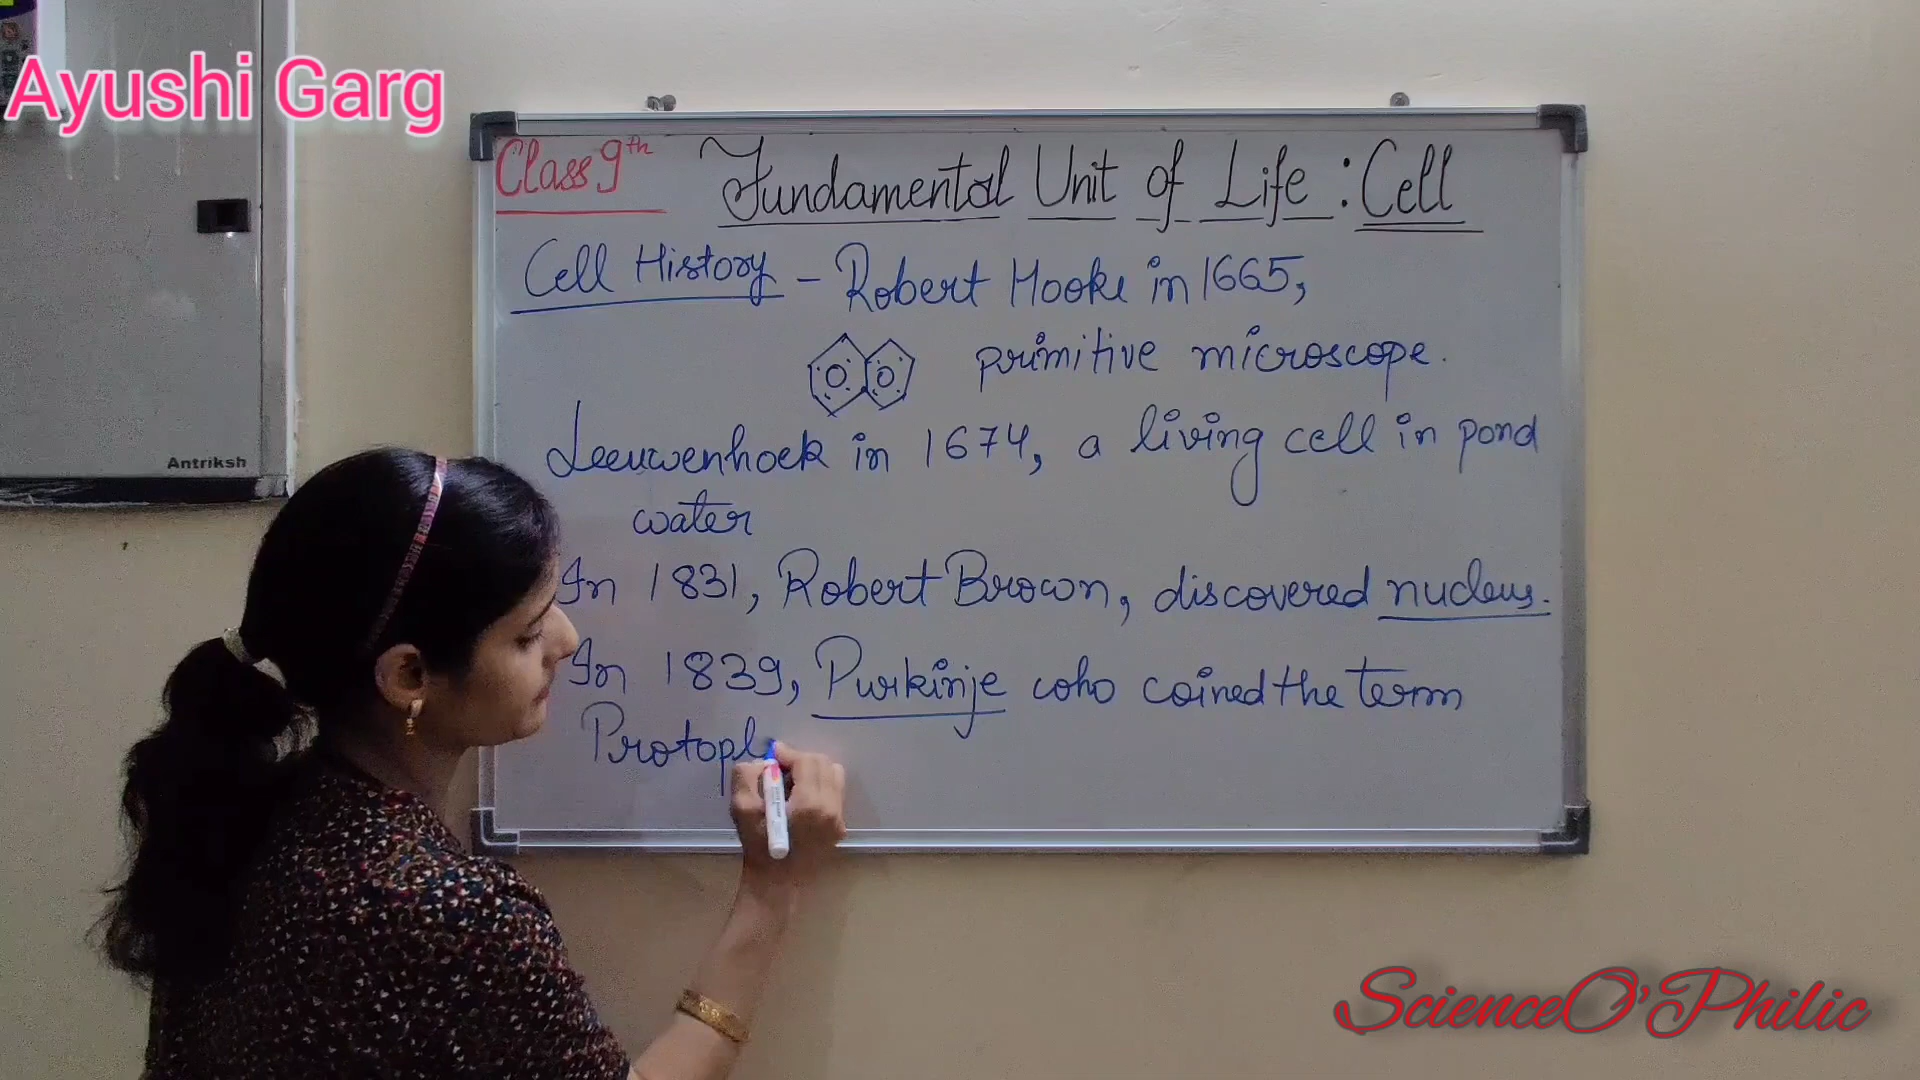 Ayushi Garg
Class 9th
Fundamental Unit of Life : Cell
Cell History - Robert Hooke in 1665,
primitive microscope.
Leeuwenhoek in 1674, a living cell in pond
water
In 1831, Robert Brown, discovered nucleus.
In 1839, Purkinje who coined the term
Protopl
Antriksh
ScienceO'Philic